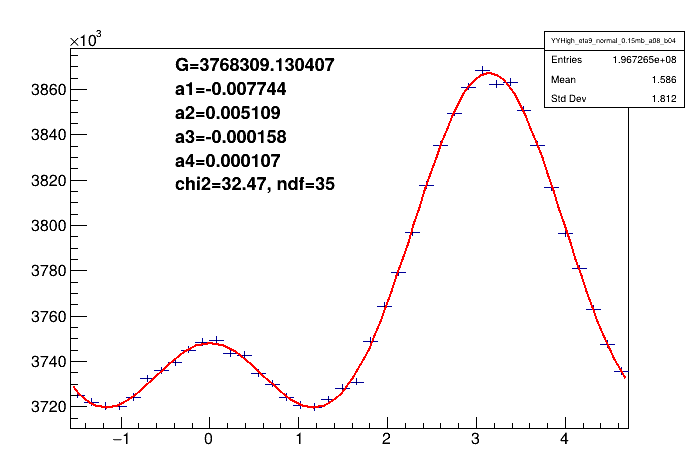 ×10³
YYHigh_eta9_normal_0.15mb_a08_b04
Entries 1.967265e+08
Mean 1.586
Std Dev 1.812
G=3768309.130407
a1=-0.007744
a2=0.005109
a3=-0.000158
a4=0.000107
chi2=32.47, ndf=35
3860
3840
3820
3800
3780
3760
3740
3720
−1 0 1 2 3 4